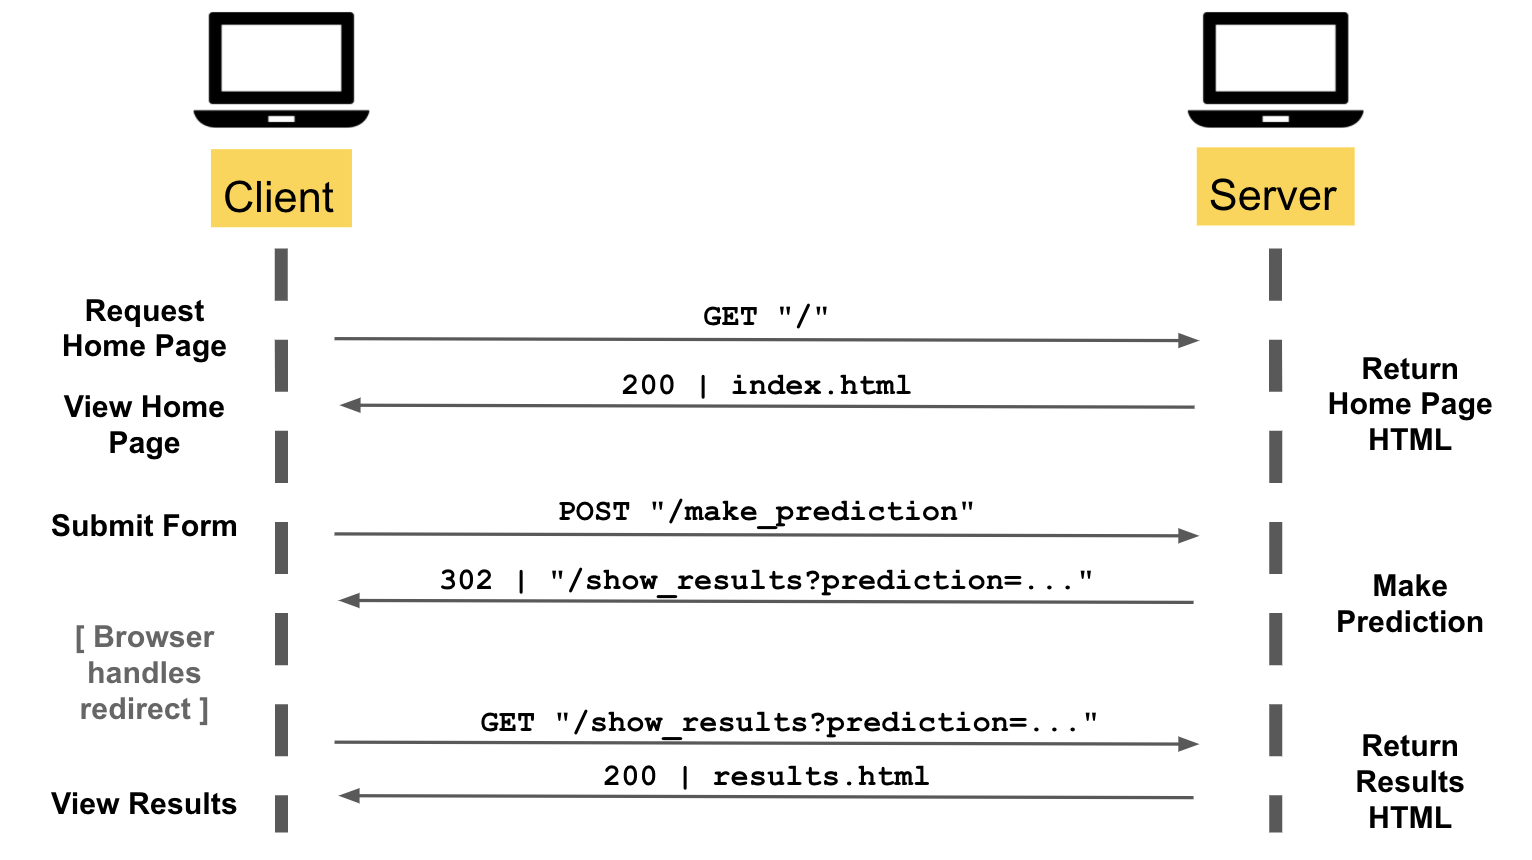 Client
Server
Request
Home Page
GET "/"
200 | index.html
Return
Home Page
HTML
View Home
Page
Submit Form
POST "/make_prediction"
302 | "/show_results?prediction=..."
Make
Prediction
[ Browser
handles
redirect ]
GET "/show_results?prediction=..."
200 | results.html
Return
Results
HTML
View Results